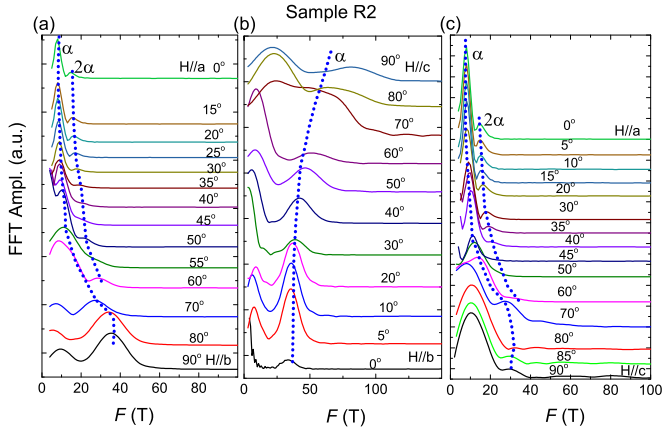 Sample R2
(a)
(b)
(c)
FFT Ampl. (a.u.)
α
2α
H//a 0°
15°
20°
25°
30°
35°
40°
45°
50°
55°
60°
70°
80°
90° H//b
0 20 40 60 80 100
F (T)
α
90° H//c
80°
70°
60°
50°
40°
30°
20°
10°
5°
0° H//b
0 50 100
F (T)
α
2α
0°
H//a
5°
10°
15°
20°
30°
35°
40°
45°
50°
60°
70°
80°
85°
90° H//c
0 20 40 60 80 100
F (T)